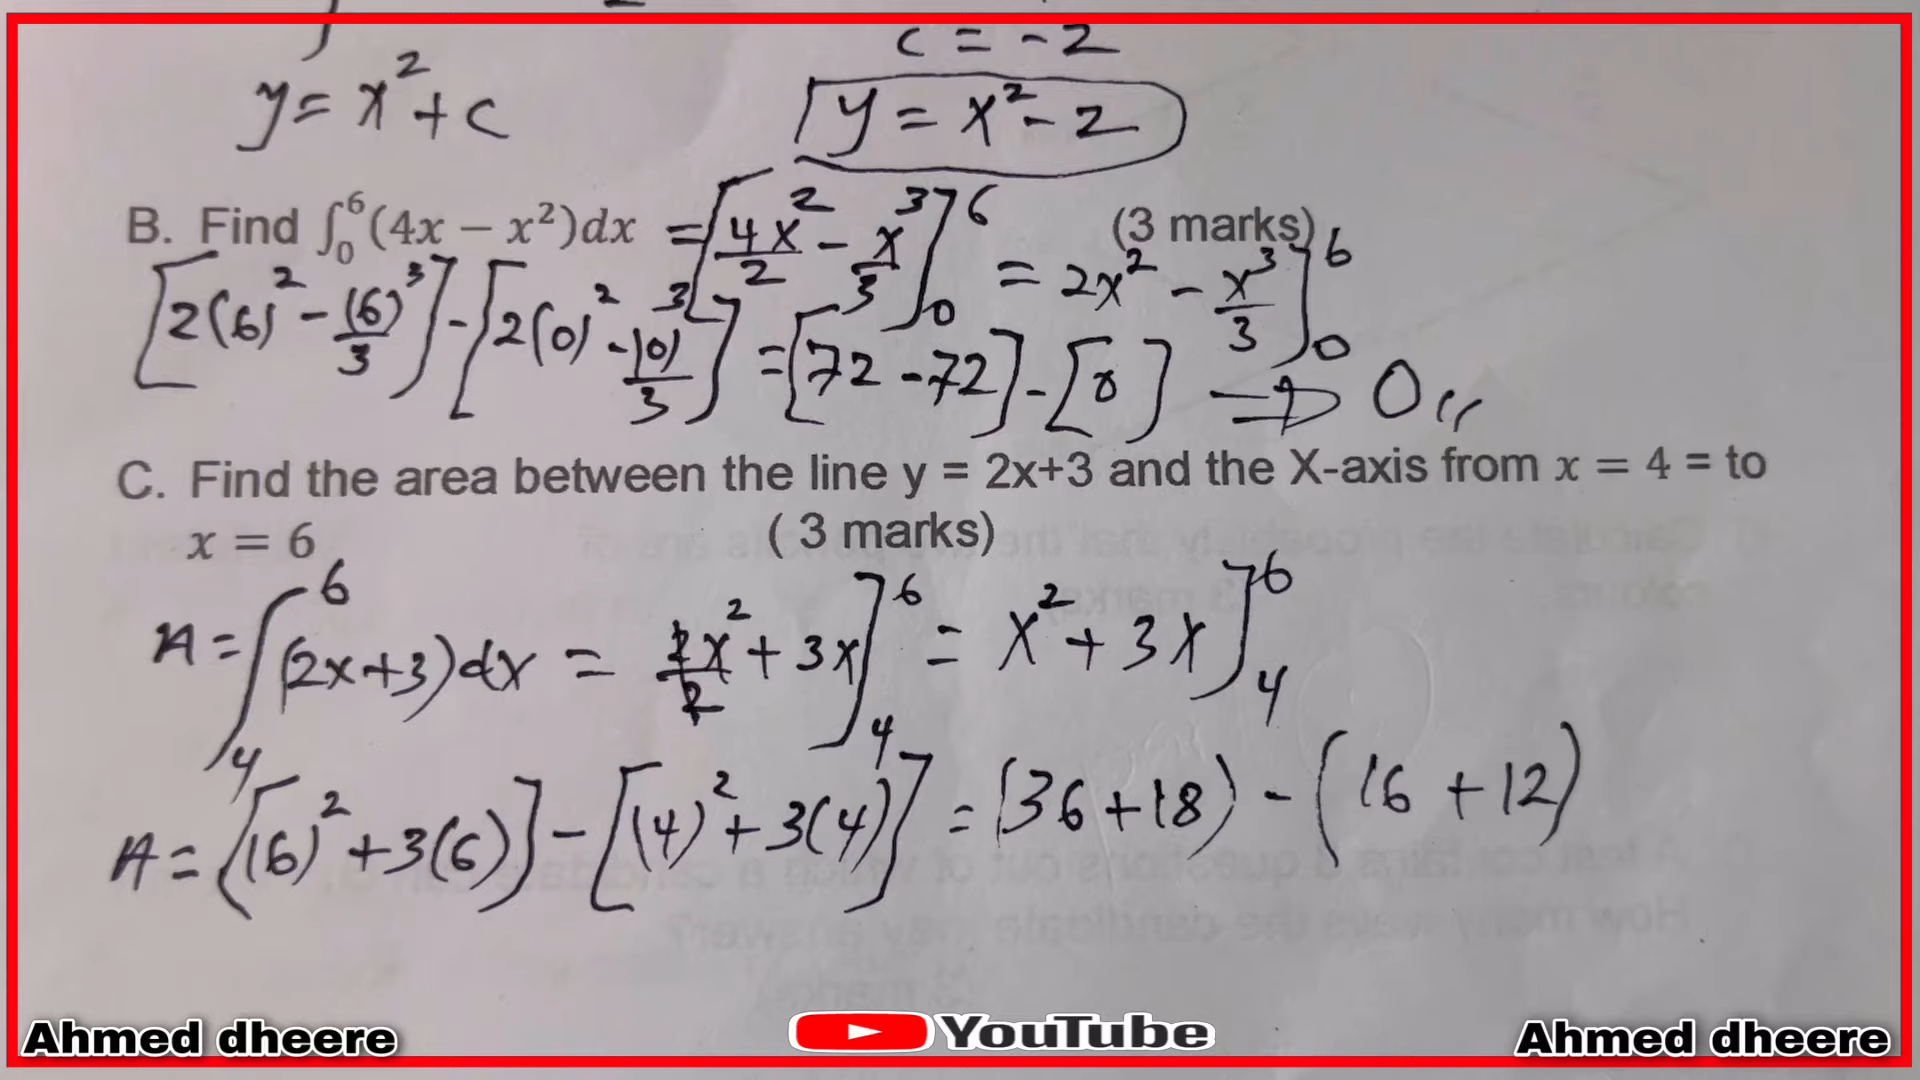 c = -2
y = x² + c
y = x² - 2
B. Find ∫₀⁶(4x − x²)dx = [4x²/2 - x³/3]₀⁶ (3 marks)
= 2x² - x³/3]₀⁶
[2(6)² - (6)³/3] - [2(0)² - (0)³/3] = [72 - 72] - [0] ⇒ 0
C. Find the area between the line y = 2x+3 and the X-axis from x = 4 = to
x = 6 ( 3 marks)
A = ∫₄⁶ (2x+3)dx = 2x²/2 + 3x]₄⁶ = x² + 3x]₄⁶
A = [(6)² + 3(6)] - [(4)² + 3(4)] = (36 + 18) - (16 + 12)
Ahmed dheere YouTube Ahmed dheere